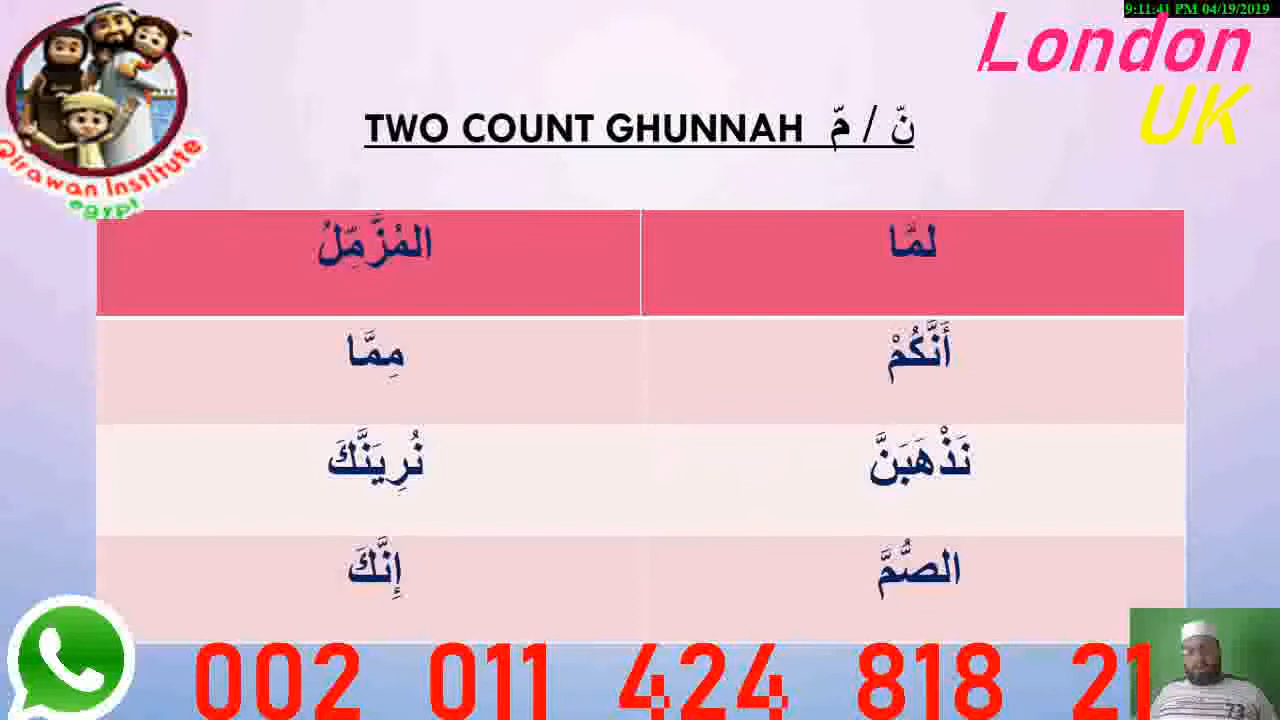 9:11:41 PM 04/19/2019
London
UK
Qirawan Institute
egypt
TWO COUNT GHUNNAH مّ / نّ
لمَّا
المُزَّمِّلُ
أَنَّكُمْ
مِمَّا
نَذْهَبَنَّ
نُرِيَنَّكَ
الصُّمَّ
إِنَّكَ
002 011 424 818 21
23